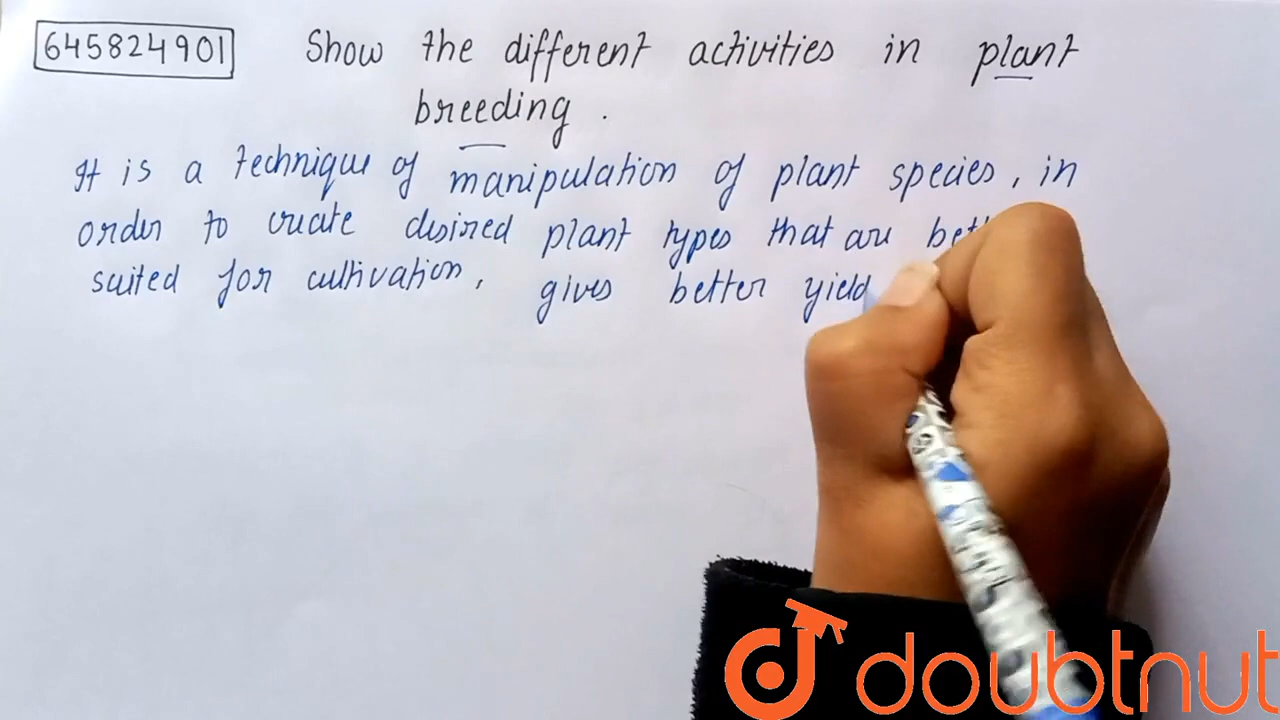 645824901 Show the different activities in plant
breeding .
It is a technique of manipulation of plant species, in
order to create desired plant types that are
suited for cultivation, gives better yield
doubtnut